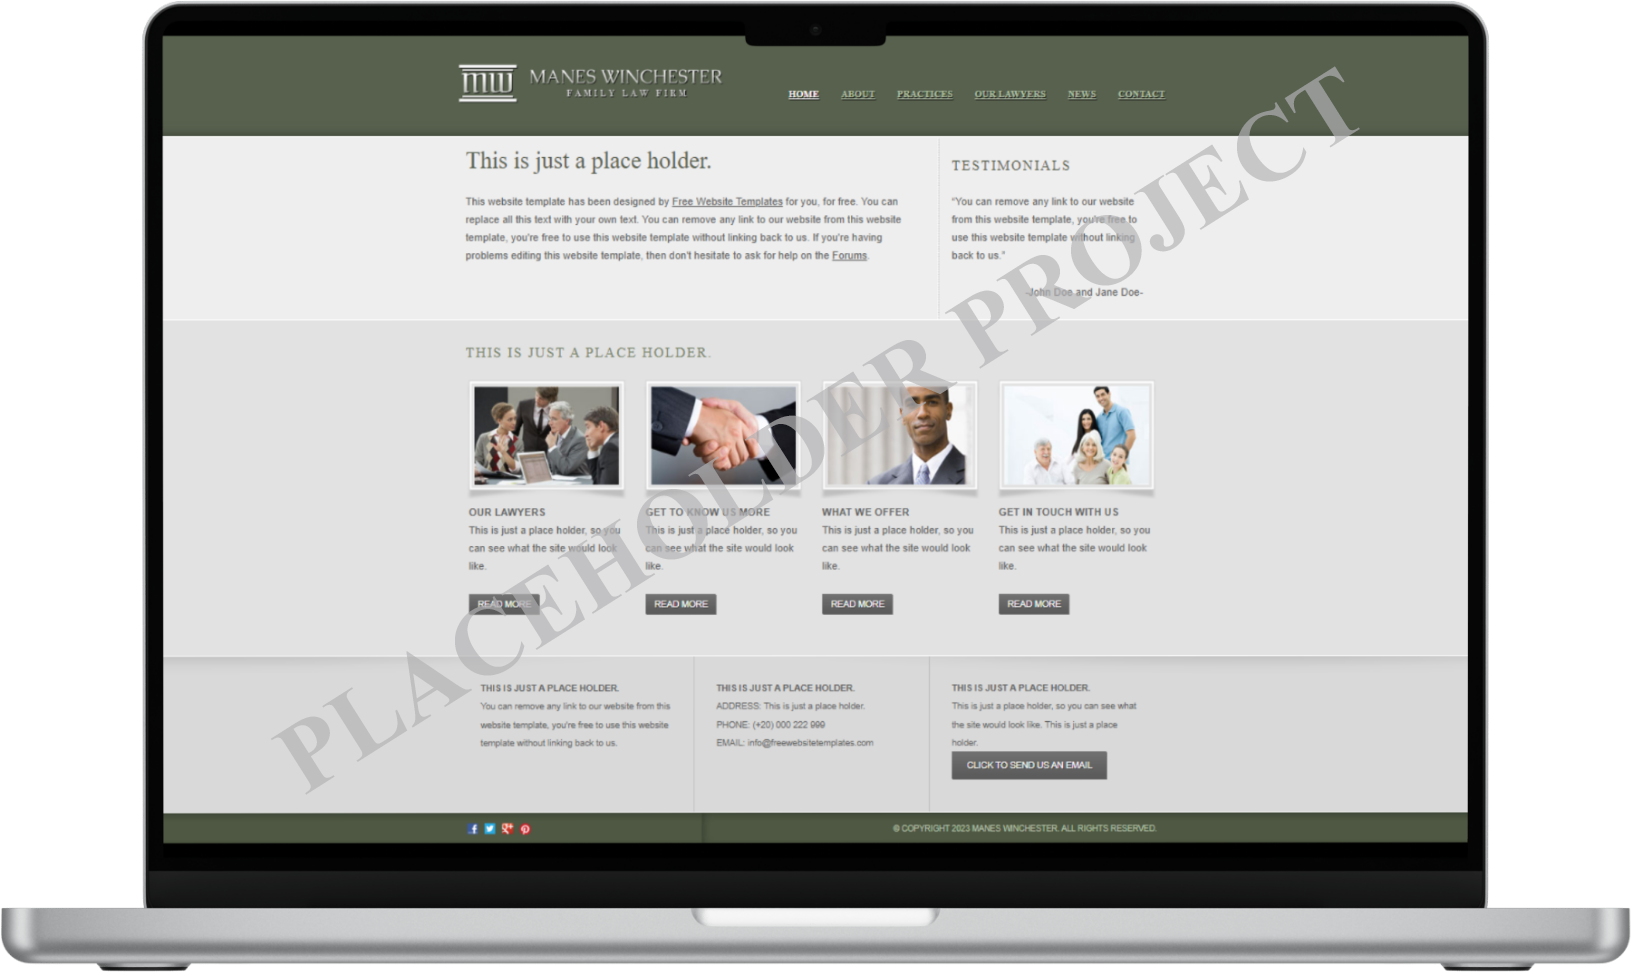 MW MANES WINCHESTER
FAMILY LAW FIRM
HOME ABOUT PRACTICES OUR LAWYERS NEWS CONTACT
This is just a place holder.
This website template has been designed by Free Website Templates for you, for free. You can
replace all this text with your own text. You can remove any link to our website from this website
template, you're free to use this website template without linking back to us. If you're having
problems editing this website template, then don't hesitate to ask for help on the Forums.
TESTIMONIALS
"You can remove any link to our website
from this website template, you're free to
use this website template without linking
back to us."
-John Doe and Jane Doe-
THIS IS JUST A PLACE HOLDER.
OUR LAWYERS
This is just a place holder, so you
can see what the site would look
like.
READ MORE
GET TO KNOW US MORE
This is just a place holder, so you
can see what the site would look
like.
READ MORE
WHAT WE OFFER
This is just a place holder, so you
can see what the site would look
like.
READ MORE
GET IN TOUCH WITH US
This is just a place holder, so you
can see what the site would look
like.
READ MORE
THIS IS JUST A PLACE HOLDER.
You can remove any link to our website from this
website template, you're free to use this website
template without linking back to us.
THIS IS JUST A PLACE HOLDER.
ADDRESS: This is just a place holder.
PHONE: (+20) 000 222 999
EMAIL: info@freewebsitetemplates.com
THIS IS JUST A PLACE HOLDER.
This is just a place holder, so you can see what
the site would look like. This is just a place
holder.
CLICK TO SEND US AN EMAIL
© COPYRIGHT 2023 MANES WINCHESTER. ALL RIGHTS RESERVED.
PLACEHOLDER PROJECT